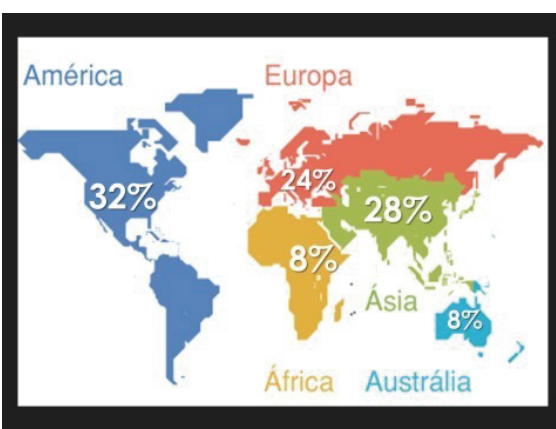 América
Europa
32%
24%
28%
8%
Ásia
8%
África
Austrália